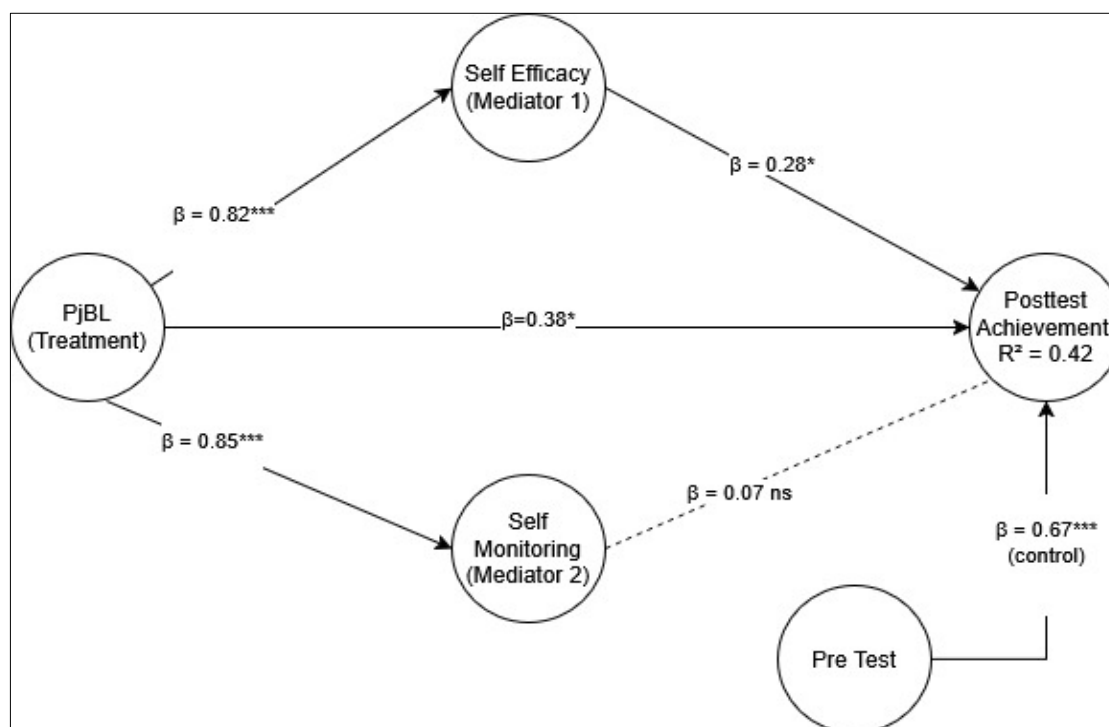 Self Efficacy
(Mediator 1)
β = 0.28*
β = 0.82***
PjBL
(Treatment)
β=0.38*
Posttest
Achievement
R² = 0.42
β = 0.85***
β = 0.07 ns
Self
Monitoring
(Mediator 2)
β = 0.67***
(control)
Pre Test